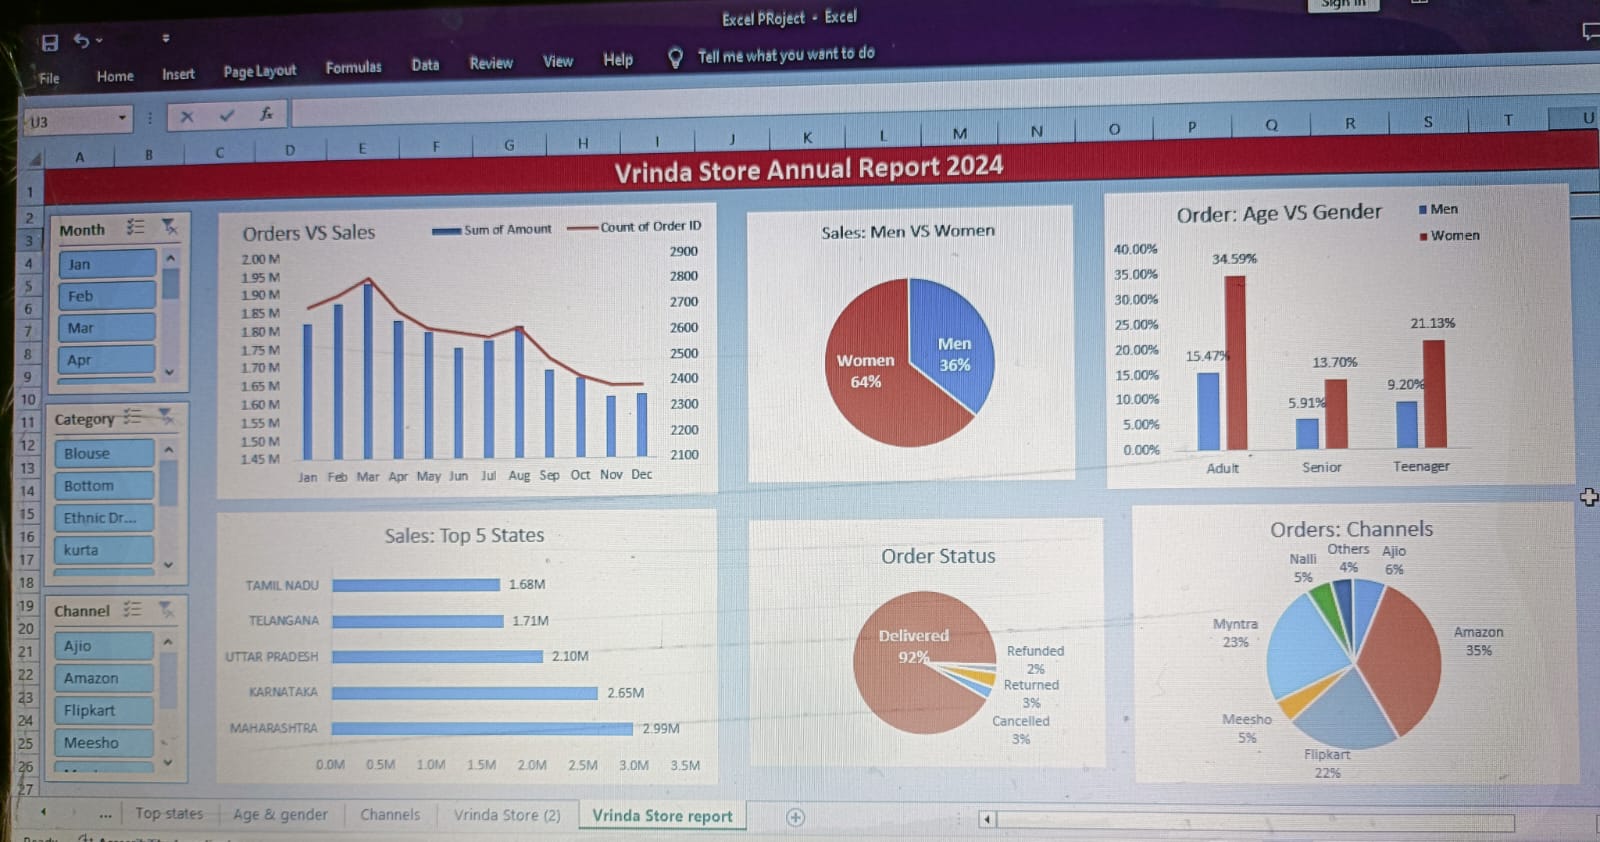 Excel PRoject - Excel
Sign in
File Home Insert Page Layout Formulas Data Review View Help Tell me what you want to do
U3 fx
A B C D E F G H I J K L M N O P Q R S T U
1
2
3
4
5
6
7
8
9
10
11
12
13
14
15
16
17
18
19
20
21
22
23
24
25
26
27
Vrinda Store Annual Report 2024
Month
Jan
Feb
Mar
Apr
Category
Blouse
Bottom
Ethnic Dr...
kurta
Channel
Ajio
Amazon
Flipkart
Meesho
Orders VS Sales
Sum of Amount Count of Order ID
2.00 M
1.95 M
1.90 M
1.85 M
1.80 M
1.75 M
1.70 M
1.65 M
1.60 M
1.55 M
1.50 M
1.45 M
2900
2800
2700
2600
2500
2400
2300
2200
2100
Jan Feb Mar Apr May Jun Jul Aug Sep Oct Nov Dec
Sales: Men VS Women
Women
64%
Men
36%
Order: Age VS Gender
Men
Women
40.00%
35.00%
30.00%
25.00%
20.00%
15.00%
10.00%
5.00%
0.00%
15.47%
34.59%
5.91%
13.70%
9.20%
21.13%
Adult Senior Teenager
Sales: Top 5 States
TAMIL NADU 1.68M
TELANGANA 1.71M
UTTAR PRADESH 2.10M
KARNATAKA 2.65M
MAHARASHTRA 2.99M
0.0M 0.5M 1.0M 1.5M 2.0M 2.5M 3.0M 3.5M
Order Status
Delivered
92%
Refunded
2%
Returned
3%
Cancelled
3%
Orders: Channels
Nalli
5%
Others
4%
Ajio
6%
Myntra
23%
Amazon
35%
Meesho
5%
Flipkart
22%
... Top states Age & gender Channels Vrinda Store (2) Vrinda Store report